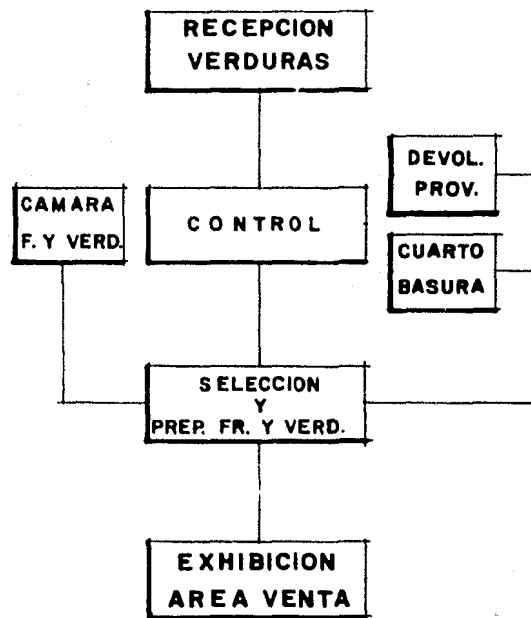 RECEPCION
VERDURAS
DEVOL.
PROV.
CAMARA
F. Y VERD.
CONTROL
CUARTO
BASURA
SELECCION
Y
PREP. FR. Y VERD.
EXHIBICION
AREA VENTA